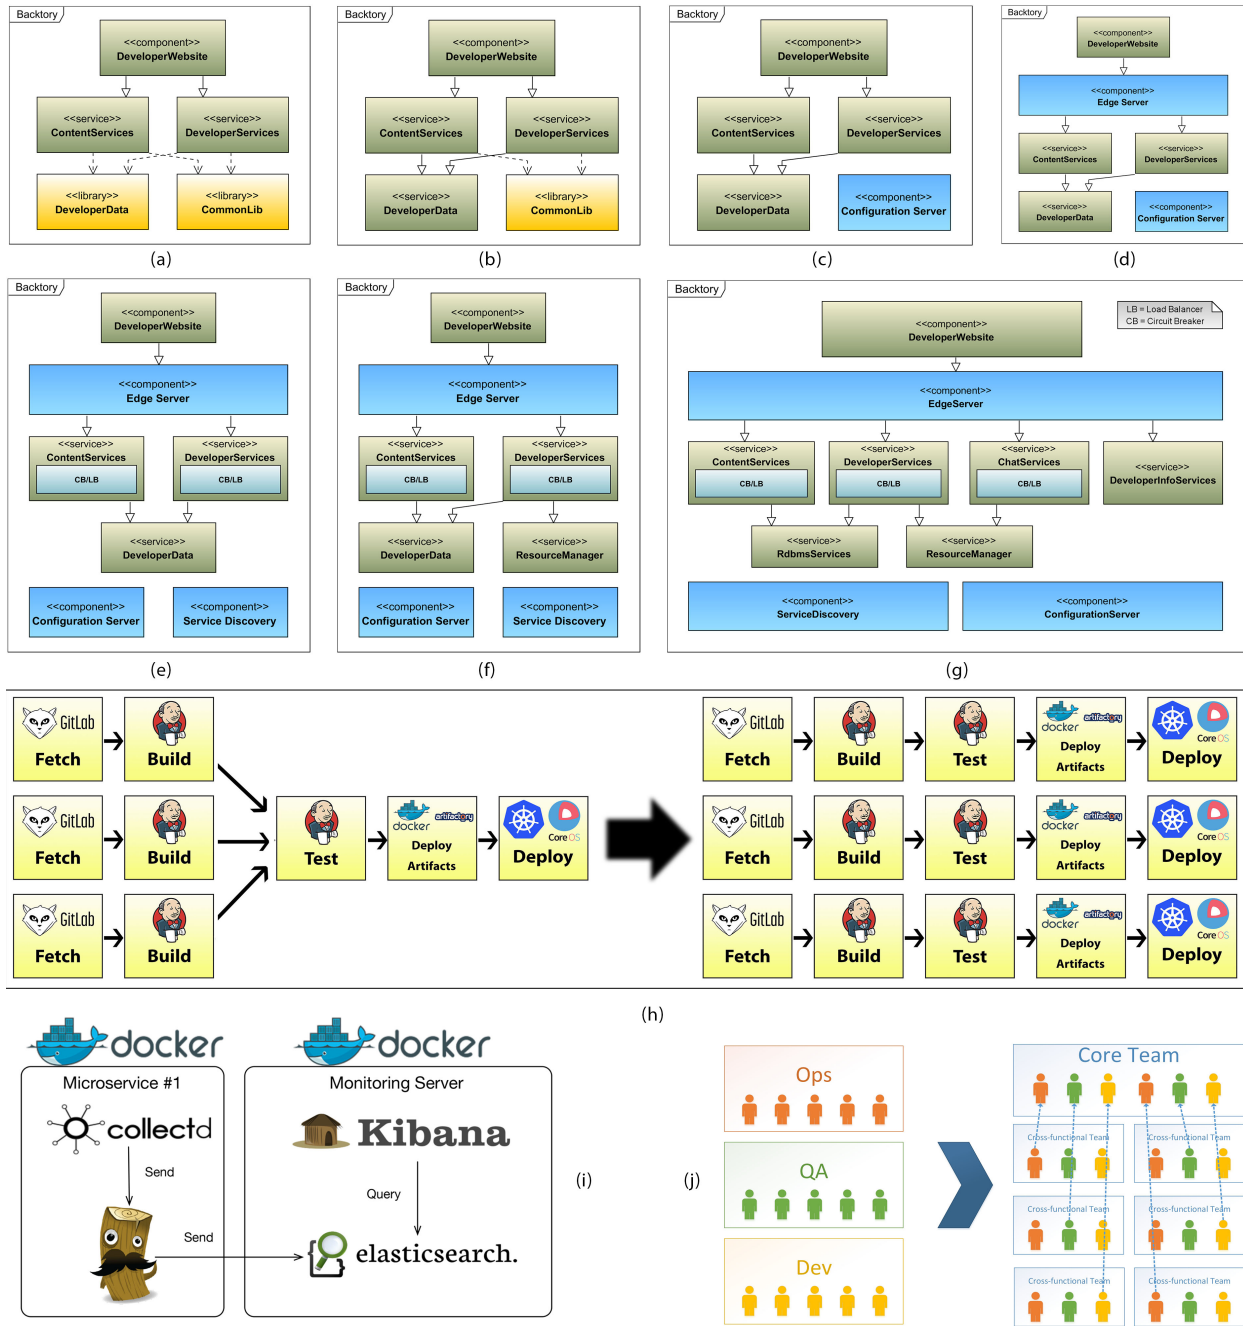 Backtory
<<component>>
DeveloperWebsite
<<service>>
ContentServices
<<service>>
DeveloperServices
<<library>>
DeveloperData
<<library>>
CommonLib
(a)
Backtory
<<component>>
DeveloperWebsite
<<service>>
ContentServices
<<service>>
DeveloperServices
<<service>>
DeveloperData
<<library>>
CommonLib
(b)
Backtory
<<component>>
DeveloperWebsite
<<service>>
ContentServices
<<service>>
DeveloperServices
<<service>>
DeveloperData
<<component>>
Configuration Server
(c)
Backtory
<<component>>
DeveloperWebsite
<<component>>
Edge Server
<<service>>
ContentServices
<<service>>
DeveloperServices
<<service>>
DeveloperData
<<component>>
Configuration Server
(d)
Backtory
<<component>>
DeveloperWebsite
<<component>>
Edge Server
<<service>>
ContentServices
CB/LB
<<service>>
DeveloperServices
CB/LB
<<service>>
DeveloperData
<<component>>
Configuration Server
<<component>>
Service Discovery
(e)
Backtory
<<component>>
DeveloperWebsite
<<component>>
Edge Server
<<service>>
ContentServices
CB/LB
<<service>>
DeveloperServices
CB/LB
<<service>>
DeveloperData
<<service>>
ResourceManager
<<component>>
Configuration Server
<<component>>
Service Discovery
(f)
Backtory
LB = Load Balancer
CB = Circuit Breaker
<<component>>
DeveloperWebsite
<<component>>
EdgeServer
<<service>>
ContentServices
CB/LB
<<service>>
DeveloperServices
CB/LB
<<service>>
ChatServices
CB/LB
<<service>>
DeveloperInfoServices
<<service>>
RdbmsServices
<<service>>
ResourceManager
<<component>>
ServiceDiscovery
<<component>>
ConfigurationServer
(g)
GitLab
Fetch
Build
GitLab
Fetch
Build
GitLab
Fetch
Build
Test
docker
artifactory
Deploy
Artifacts
Core OS
Deploy
GitLab
Fetch
Build
Test
docker
artifactory
Deploy
Artifacts
Core OS
Deploy
GitLab
Fetch
Build
Test
docker
artifactory
Deploy
Artifacts
Core OS
Deploy
GitLab
Fetch
Build
Test
docker
artifactory
Deploy
Artifacts
Core OS
Deploy
(h)
docker
Microservice #1
collectd
Send
Send
docker
Monitoring Server
Kibana
Query
elasticsearch.
(i)
(j)
Ops
QA
Dev
Core Team
Cross-functional Team
Cross-functional Team
Cross-functional Team
Cross-functional Team
Cross-functional Team
Cross-functional Team